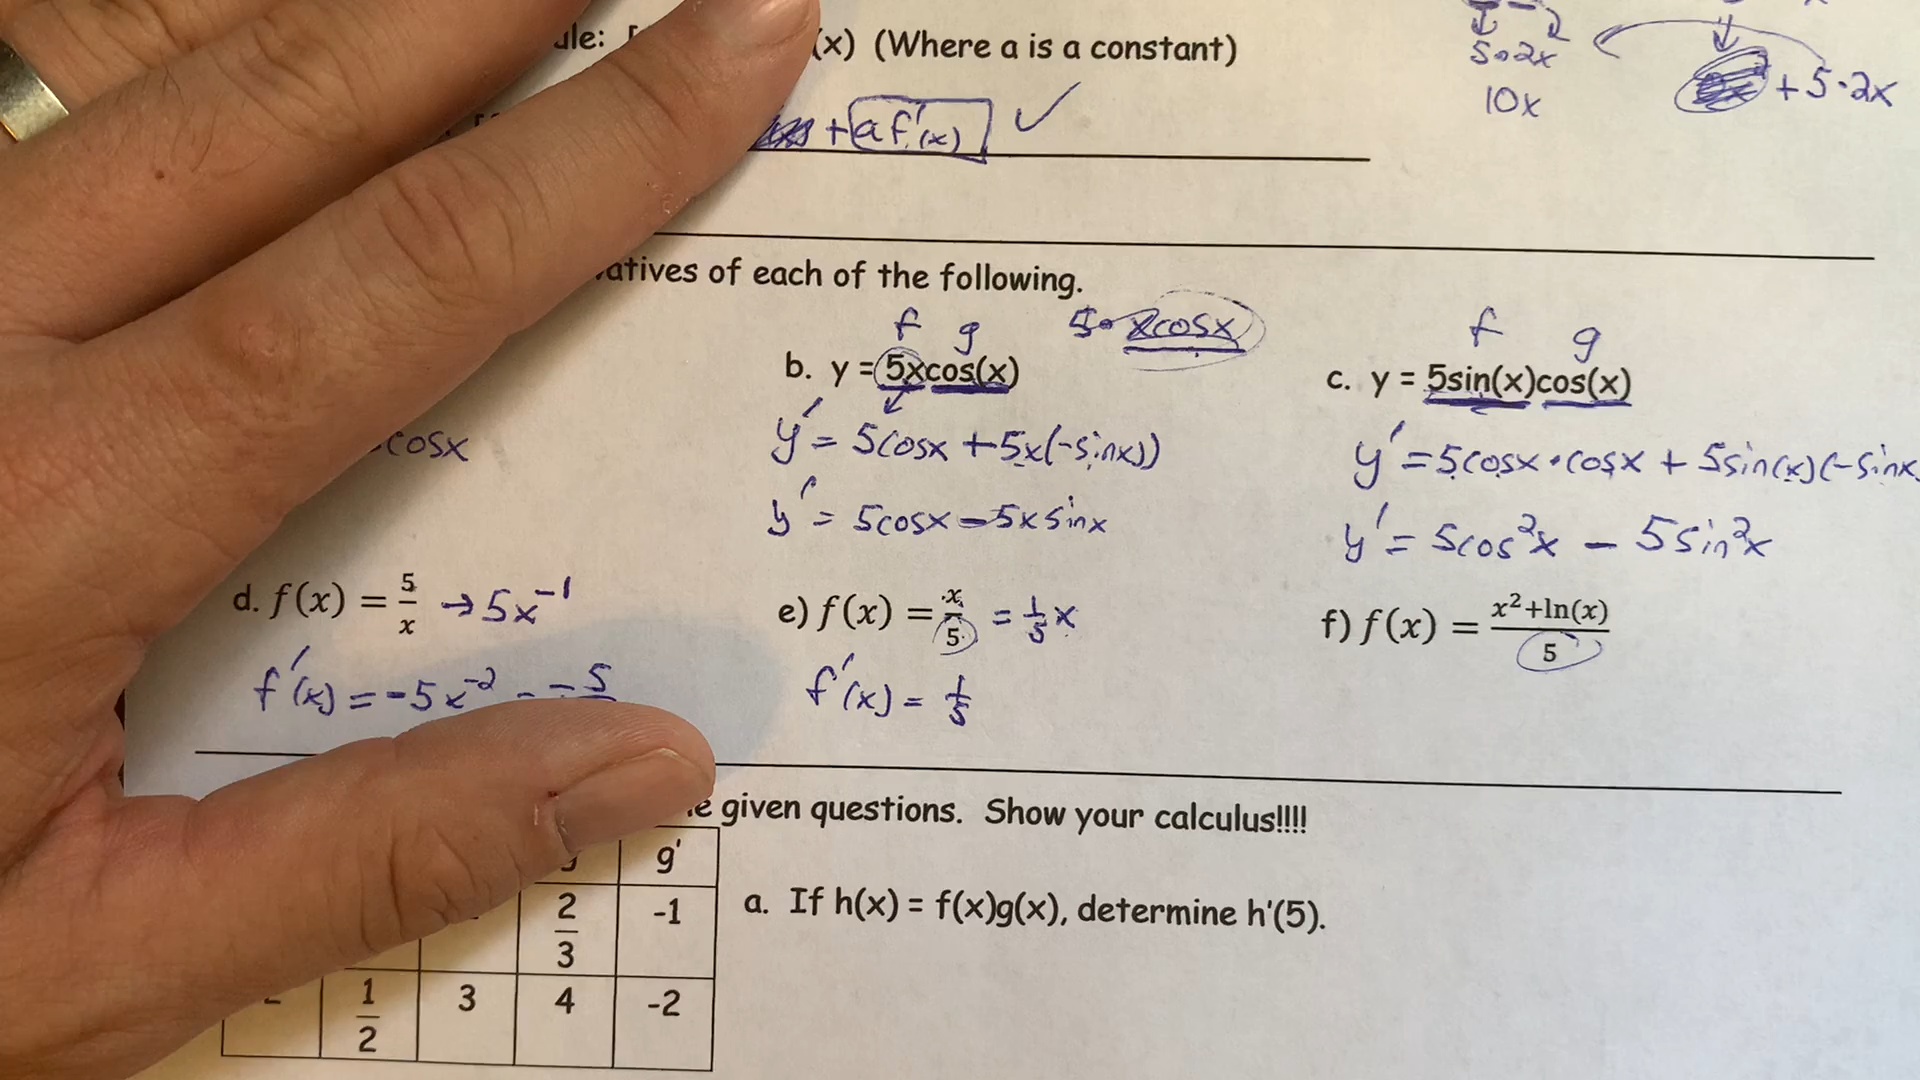 (x) (Where a is a constant)
+ a f'(x) ✓
5·2x
10x
+ 5·2x
atives of each of the following.
f g
5· xcosx
b. y = 5xcos(x)
y' = 5cosx + 5x(-sinx))
y' = 5cosx - 5x sinx
f g
c. y = 5sin(x)cos(x)
y' = 5cosx·cosx + 5sin(x)(-sinx
y' = 5cos²x - 5sin²x
cosx
d. f(x) = 5/x → 5x⁻¹
f'(x) = -5x⁻² = -5
e) f(x) = x/5 = 1/5 x
f'(x) = 1/5
f) f(x) = x²+ln(x)/5
given questions. Show your calculus!!!!
g'
2/3 -1
1/2 3 4 -2
a. If h(x) = f(x)g(x), determine h'(5).